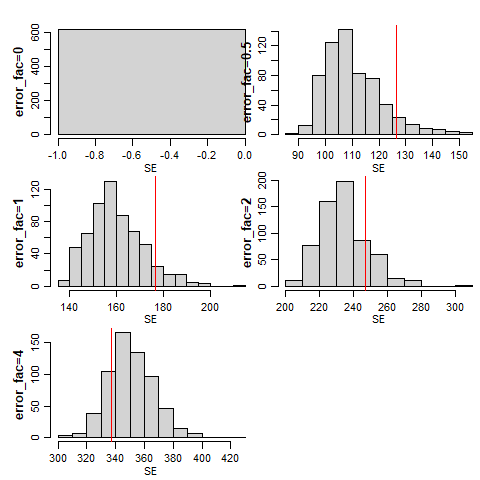 error_fac=0
0 200 400 600
-1.0 -0.8 -0.6 -0.4 -0.2 0.0
SE
error_fac=0.5
0 40 80 120
90 100 110 120 130 140 150
SE
error_fac=1
0 40 80 120
140 160 180 200
SE
error_fac=2
0 50 100 150 200
200 220 240 260 280 300
SE
error_fac=4
0 50 100 150
300 320 340 360 380 400 420
SE